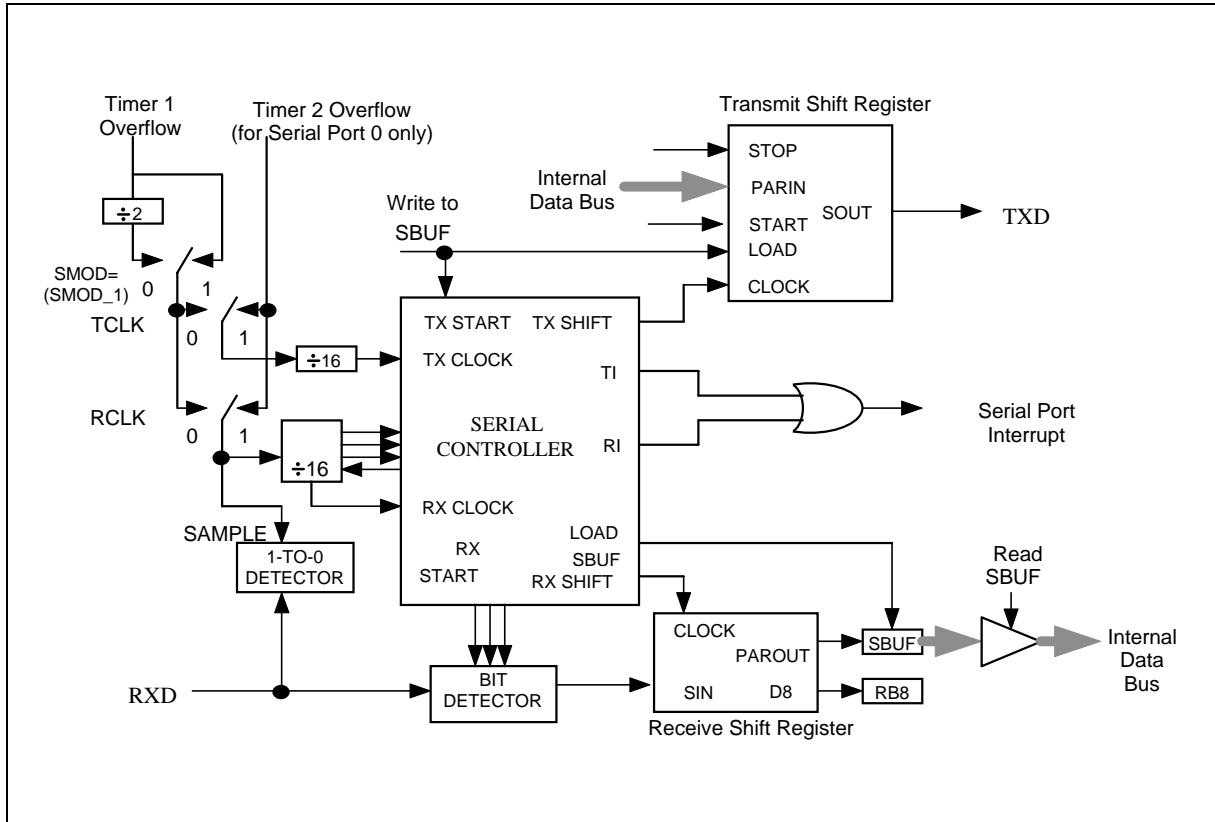 Timer 1
Overflow
Timer 2 Overflow
(for Serial Port 0 only)
Transmit Shift Register
÷2
STOP
Internal
Data Bus
PARIN
Write to
SBUF
START
SOUT
TXD
LOAD
SMOD=
(SMOD_1)
0
1
CLOCK
TCLK
0
1
TX START
TX SHIFT
÷16
TX CLOCK
TI
RCLK
0
1
SERIAL
CONTROLLER
RI
Serial Port
Interrupt
÷16
RX CLOCK
SAMPLE
1-TO-0
DETECTOR
RX
START
LOAD
SBUF
RX SHIFT
Read
SBUF
CLOCK
PAROUT
SBUF
Internal
Data
Bus
RXD
BIT
DETECTOR
SIN
D8
RB8
Receive Shift Register